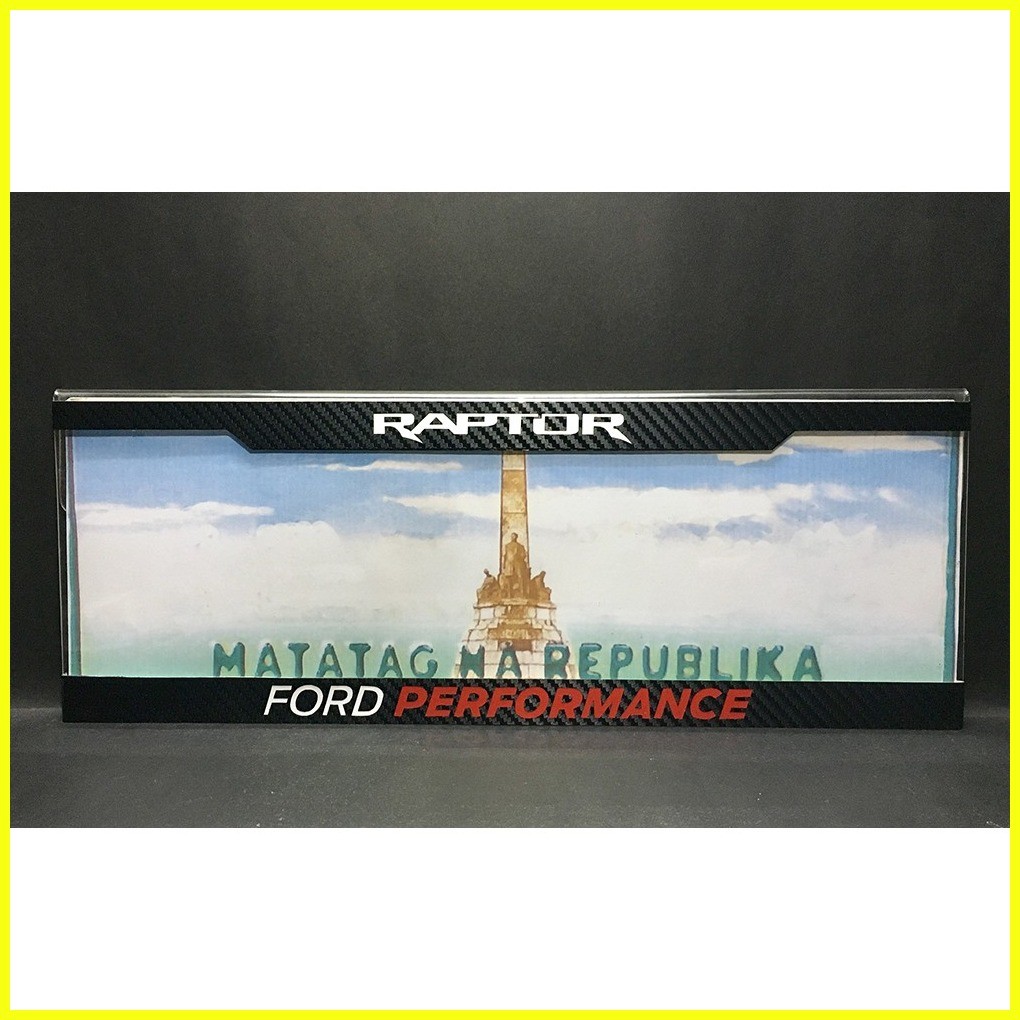 RAPTOR
MATATAG NA REPUBLIKA
FORD PERFORMANCE